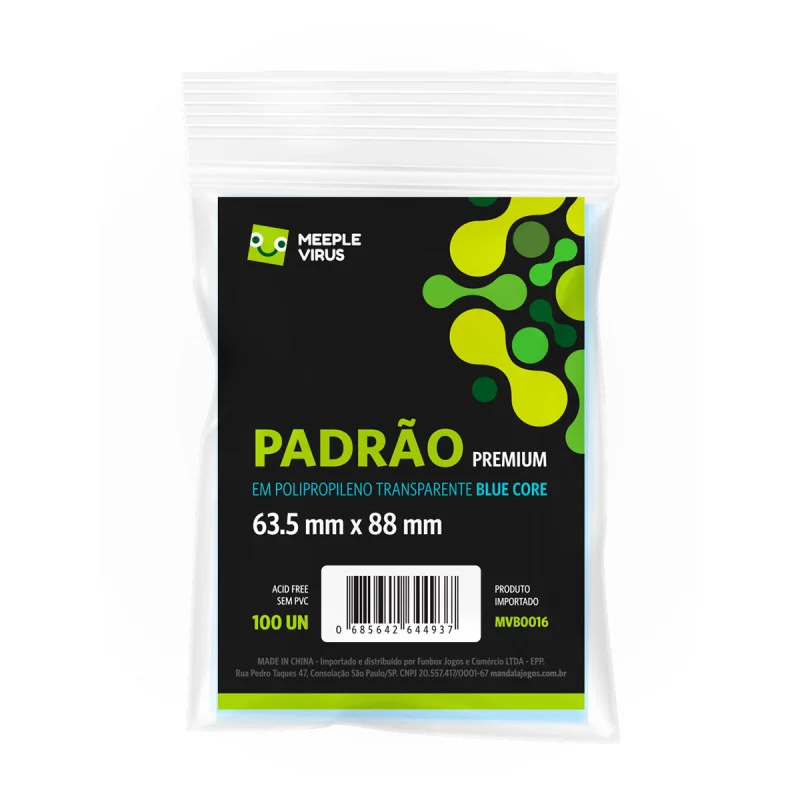 MEEPLE
VIRUS
PADRÃO PREMIUM
EM POLIPROPILENO TRANSPARENTE BLUE CORE
63.5 mm x 88 mm
ACID FREE
SEM PVC
100 UN
0 685642 644937
PRODUTO
IMPORTADO
MVB0016
MADE IN CHINA - Importado e distribuído por Funbox Jogos e Comércio LTDA - EPP.
Rua Pedro Taques 47, Consolação São Paulo/SP. CNPJ 20.557.417/0001-67 mandalajogos.com.br